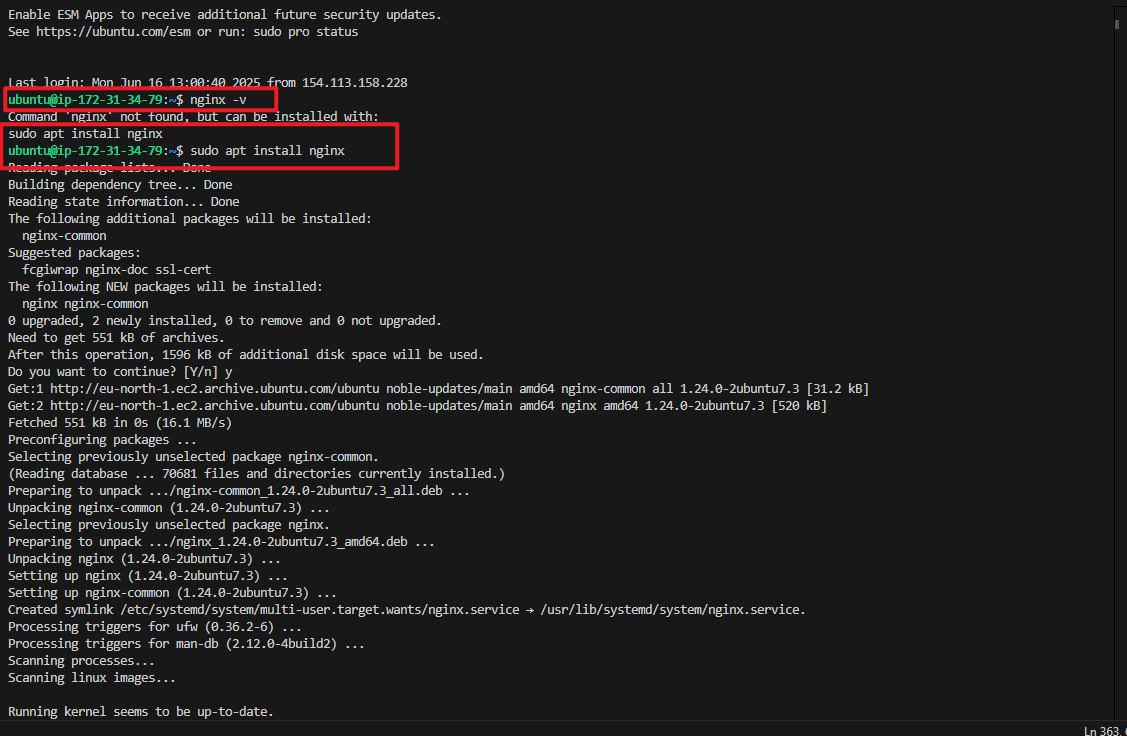 Enable ESM Apps to receive additional future security updates.
See https://ubuntu.com/esm or run: sudo pro status
Last login: Mon Jun 16 13:00:40 2025 from 154.113.158.228
ubuntu@ip-172-31-34-79:~$ nginx -v
Command 'nginx' not found, but can be installed with:
sudo apt install nginx
ubuntu@ip-172-31-34-79:~$ sudo apt install nginx
Reading package lists... Done
Building dependency tree... Done
Reading state information... Done
The following additional packages will be installed:
  nginx-common
Suggested packages:
  fcgiwrap nginx-doc ssl-cert
The following NEW packages will be installed:
  nginx nginx-common
0 upgraded, 2 newly installed, 0 to remove and 0 not upgraded.
Need to get 551 kB of archives.
After this operation, 1596 kB of additional disk space will be used.
Do you want to continue? [Y/n] y
Get:1 http://eu-north-1.ec2.archive.ubuntu.com/ubuntu noble-updates/main amd64 nginx-common all 1.24.0-2ubuntu7.3 [31.2 kB]
Get:2 http://eu-north-1.ec2.archive.ubuntu.com/ubuntu noble-updates/main amd64 nginx amd64 1.24.0-2ubuntu7.3 [520 kB]
Fetched 551 kB in 0s (16.1 MB/s)
Preconfiguring packages ...
Selecting previously unselected package nginx-common.
(Reading database ... 70681 files and directories currently installed.)
Preparing to unpack .../nginx-common_1.24.0-2ubuntu7.3_all.deb ...
Unpacking nginx-common (1.24.0-2ubuntu7.3) ...
Selecting previously unselected package nginx.
Preparing to unpack .../nginx_1.24.0-2ubuntu7.3_amd64.deb ...
Unpacking nginx (1.24.0-2ubuntu7.3) ...
Setting up nginx (1.24.0-2ubuntu7.3) ...
Setting up nginx-common (1.24.0-2ubuntu7.3) ...
Created symlink /etc/systemd/system/multi-user.target.wants/nginx.service → /usr/lib/systemd/system/nginx.service.
Processing triggers for ufw (0.36.2-6) ...
Processing triggers for man-db (2.12.0-4build2) ...
Scanning processes...
Scanning linux images...
Running kernel seems to be up-to-date.
Ln 363,